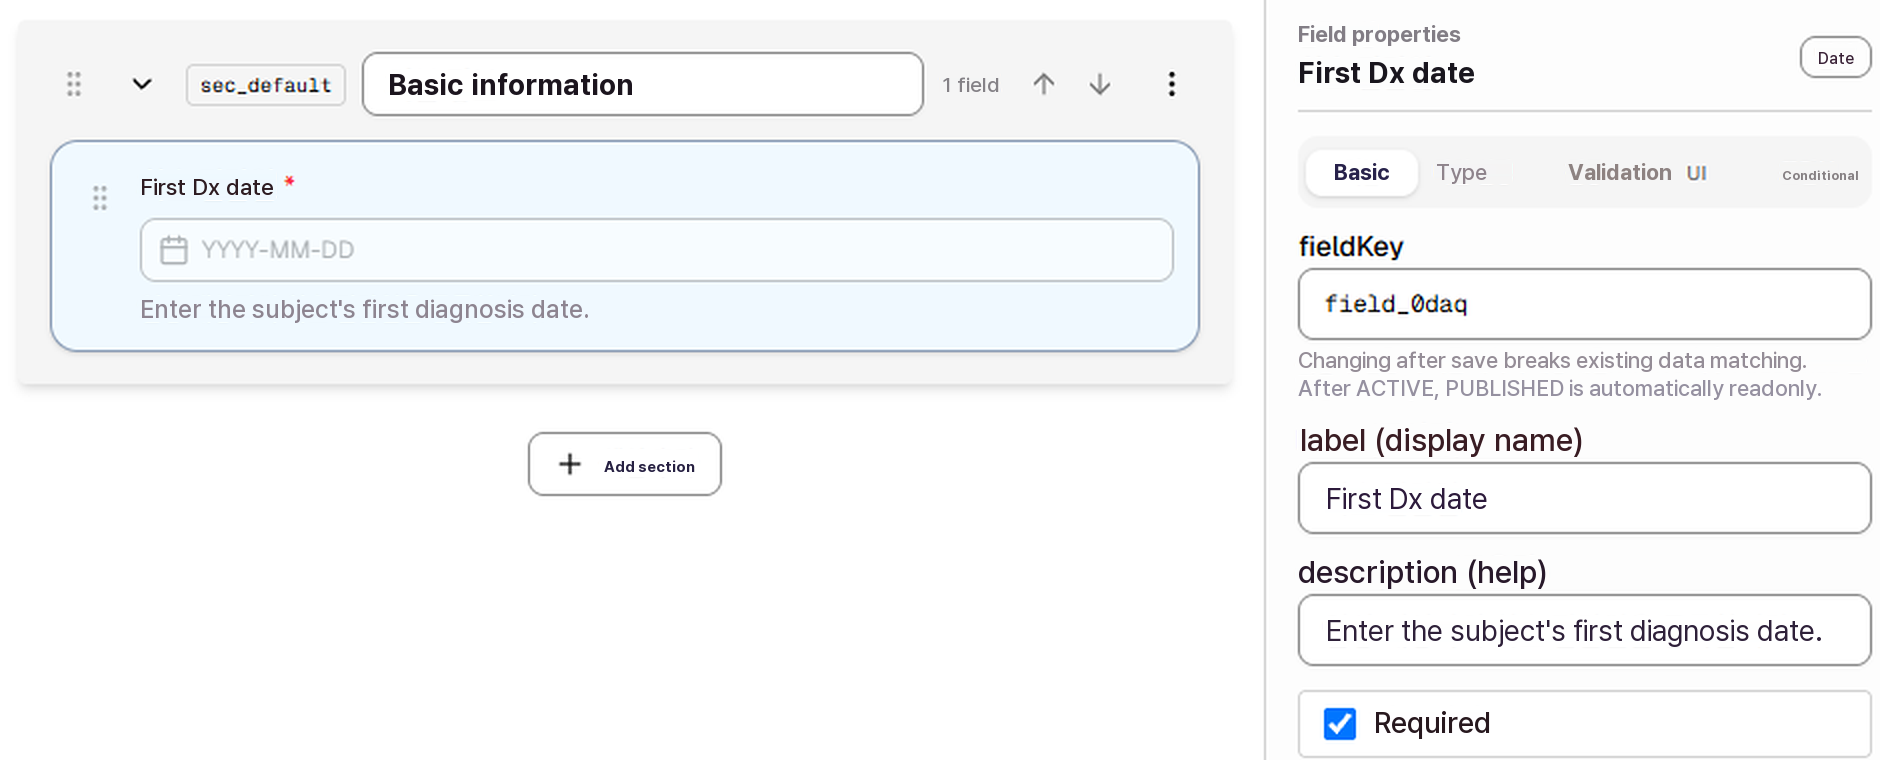 sec_default
Basic information
1 field
First Dx date *
YYYY-MM-DD
Enter the subject's first diagnosis date.
Add section
Field properties
First Dx date
Date
Basic Type Validation UI Conditional
fieldKey
field_0daq
Changing after save breaks existing data matching.
After ACTIVE, PUBLISHED is automatically readonly.
label (display name)
First Dx date
description (help)
Enter the subject's first diagnosis date.
Required